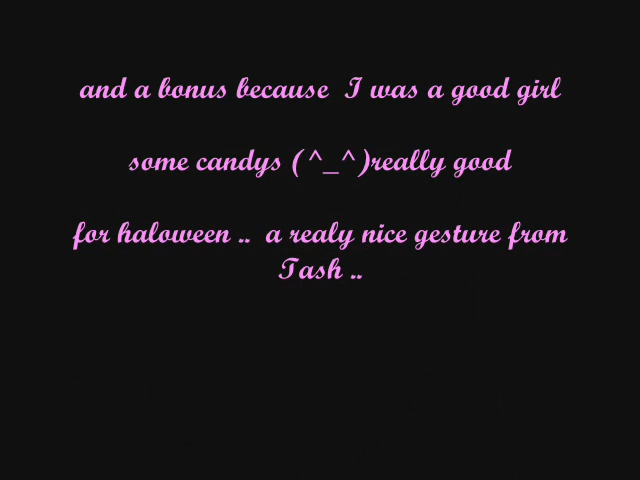 and a bonus because  I was a good girl
some candys (^_^)really good
for haloween ..  a realy nice gesture from
Tash ..